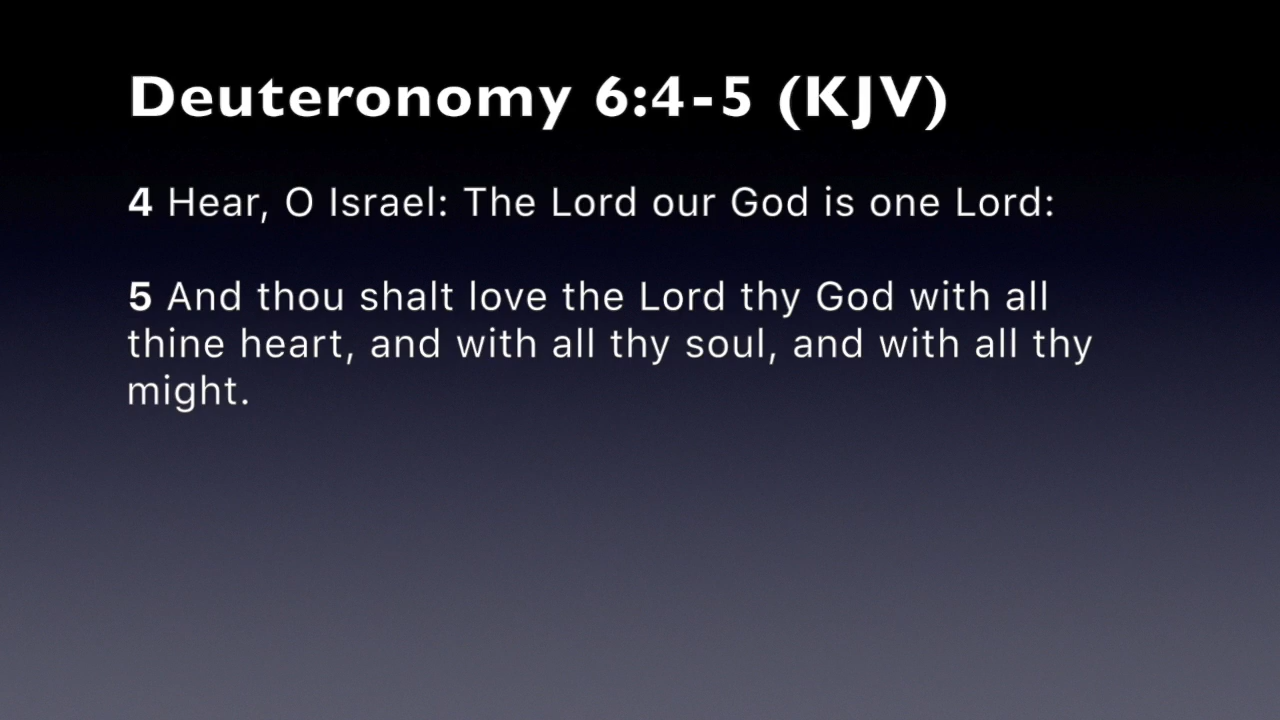 Deuteronomy 6:4-5 (KJV)
4 Hear, O Israel: The Lord our God is one Lord:
5 And thou shalt love the Lord thy God with all
thine heart, and with all thy soul, and with all thy
might.